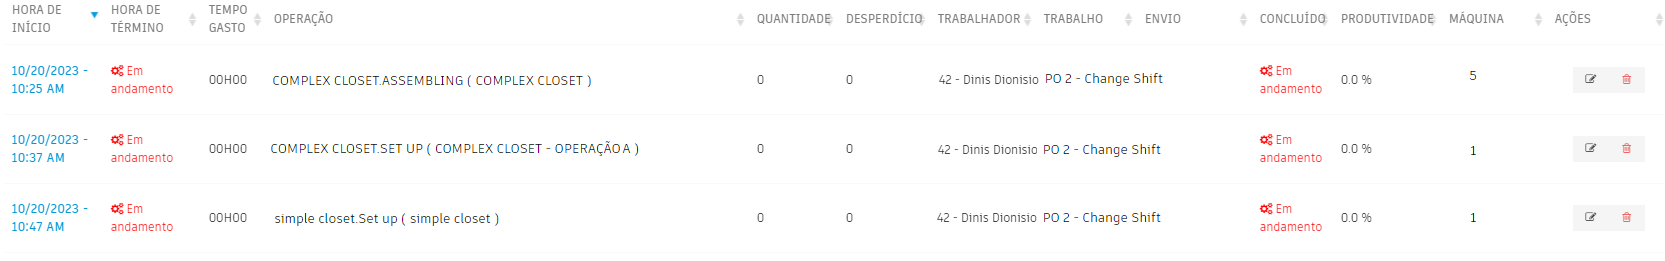 HORA DE INÍCIO HORA DE TÉRMINO TEMPO GASTO OPERAÇÃO QUANTIDADE DESPERDÍCIO TRABALHADOR TRABALHO ENVIO CONCLUÍDO PRODUTIVIDADE MÁQUINA AÇÕES
10/20/2023 - 10:25 AM Em andamento 00H00 COMPLEX CLOSET.ASSEMBLING ( COMPLEX CLOSET ) 0 0 42 - Dinis Dionisio PO 2 - Change Shift Em andamento 0.0 % 5
10/20/2023 - 10:37 AM Em andamento 00H00 COMPLEX CLOSET.SET UP ( COMPLEX CLOSET - OPERAÇÃO A ) 0 0 42 - Dinis Dionisio PO 2 - Change Shift Em andamento 0.0 % 1
10/20/2023 - 10:47 AM Em andamento 00H00 simple closet.Set up ( simple closet ) 0 0 42 - Dinis Dionisio PO 2 - Change Shift Em andamento 0.0 % 1